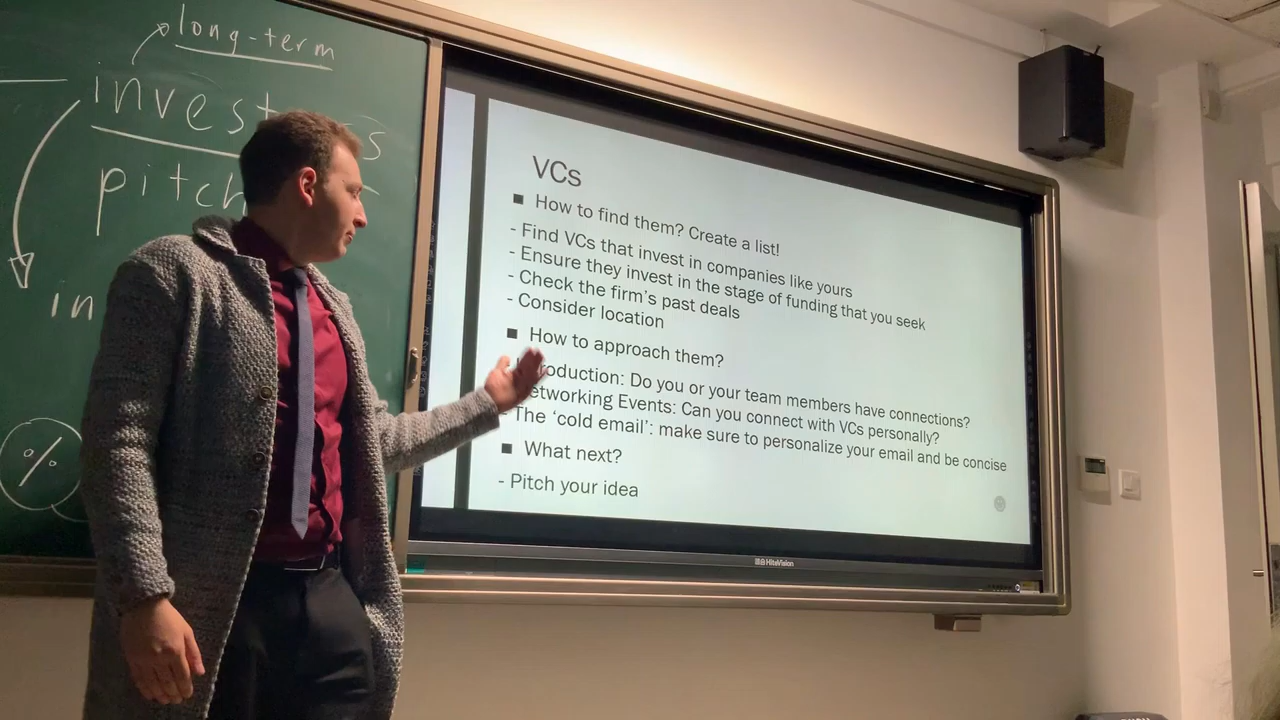 long-term
pitch
in
%
VCs
■ How to find them? Create a list!
- Find VCs that invest in companies like yours
- Ensure they invest in the stage of funding that you seek
- Check the firm's past deals
- Consider location
■ How to approach them?
Do you or your team members have connections?
Events: Can you connect with VCs personally?
- The 'cold email': make sure to personalize your email and be concise
■ What next?
- Pitch your idea
HiteVision